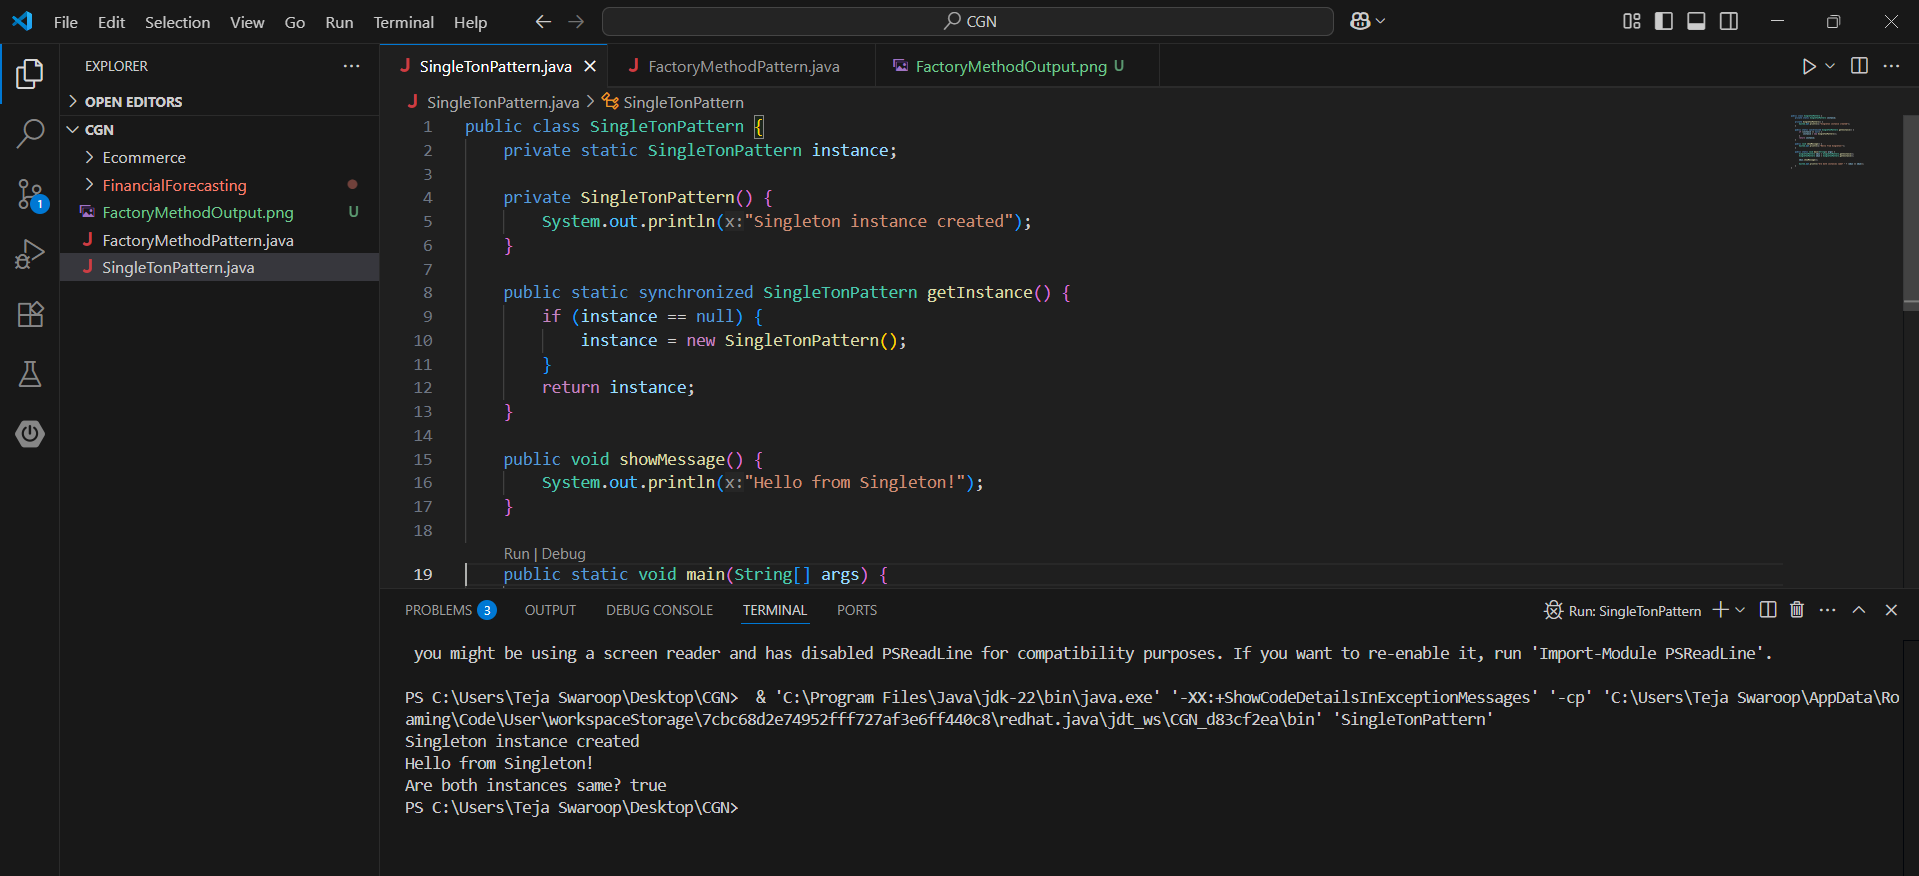 File Edit Selection View Go Run Terminal Help CGN
EXPLORER
OPEN EDITORS
CGN
Ecommerce
FinancialForecasting
FactoryMethodOutput.png U
FactoryMethodPattern.java
SingleTonPattern.java
1
SingleTonPattern.java FactoryMethodPattern.java FactoryMethodOutput.png U
SingleTonPattern.java > SingleTonPattern
1 public class SingleTonPattern {
2 private static SingleTonPattern instance;
3
4 private SingleTonPattern() {
5 System.out.println(x:"Singleton instance created");
6 }
7
8 public static synchronized SingleTonPattern getInstance() {
9 if (instance == null) {
10 instance = new SingleTonPattern();
11 }
12 return instance;
13 }
14
15 public void showMessage() {
16 System.out.println(x:"Hello from Singleton!");
17 }
18
Run | Debug
19 public static void main(String[] args) {
PROBLEMS 3 OUTPUT DEBUG CONSOLE TERMINAL PORTS Run: SingleTonPattern
you might be using a screen reader and has disabled PSReadLine for compatibility purposes. If you want to re-enable it, run 'Import-Module PSReadLine'.
PS C:\Users\Teja Swaroop\Desktop\CGN> & 'C:\Program Files\Java\jdk-22\bin\java.exe' '-XX:+ShowCodeDetailsInExceptionMessages' '-cp' 'C:\Users\Teja Swaroop\AppData\Ro
aming\Code\User\workspaceStorage\7cbc68d2e74952fff727af3e6ff440c8\redhat.java\jdt_ws\CGN_d83cf2ea\bin' 'SingleTonPattern'
Singleton instance created
Hello from Singleton!
Are both instances same? true
PS C:\Users\Teja Swaroop\Desktop\CGN>